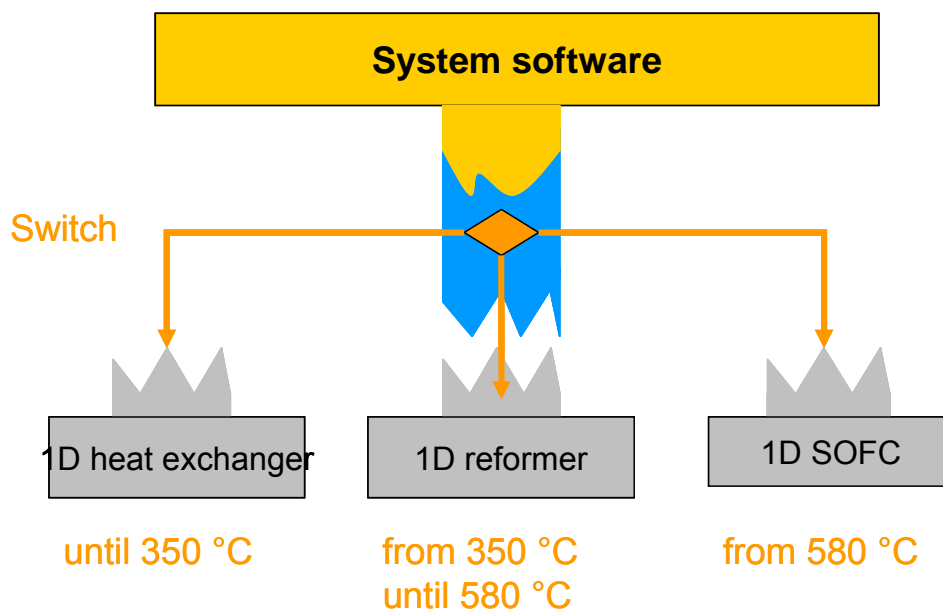 System software
Switch
1D heat exchanger
1D reformer
1D SOFC
until 350 °C
from 350 °C
until 580 °C
from 580 °C